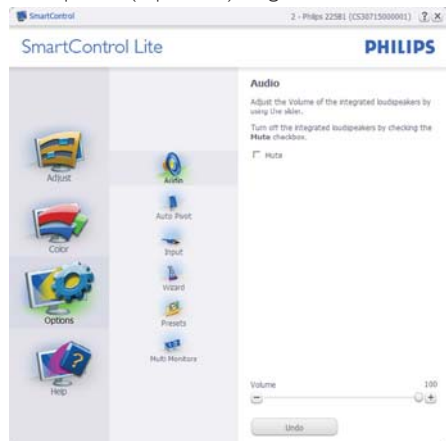 SmartControl
2 - Philips 225B1 (CS30715000001)
SmartControl Lite
PHILIPS
Audio
Adjust the Volume of the integrated loudspeakers by
using the slider.
Turn off the integrated loudspeakers by checking the
Mute checkbox.
Mute
Adjust
Color
Options
Help
Audio
Auto Pivot
Input
Wizard
Presets
Multi Monitors
Volume
100
Undo